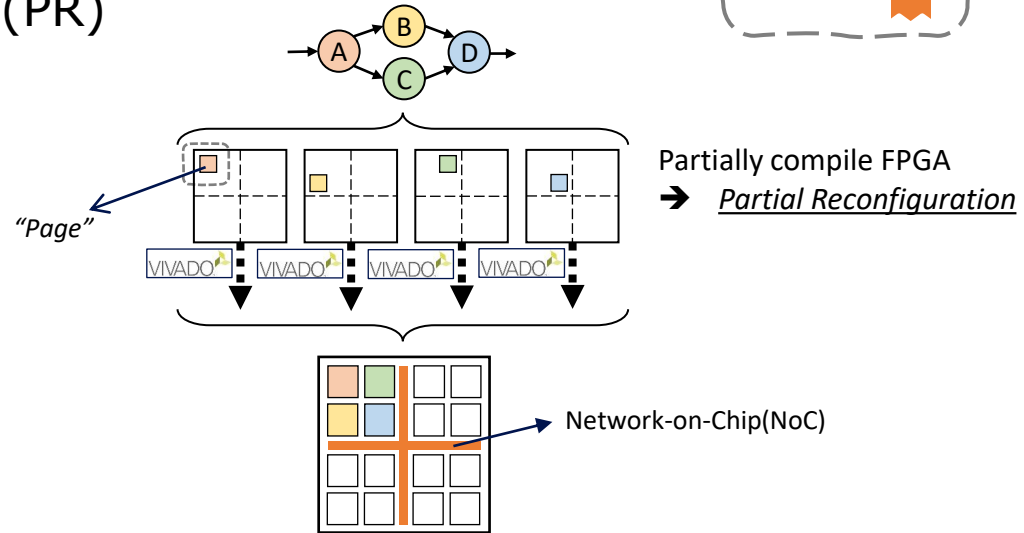 (PR)
B
A
D
C
Partially compile FPGA
➔ Partial Reconfiguration
“Page”
VIVADO. VIVADO. VIVADO. VIVADO.
Network-on-Chip(NoC)